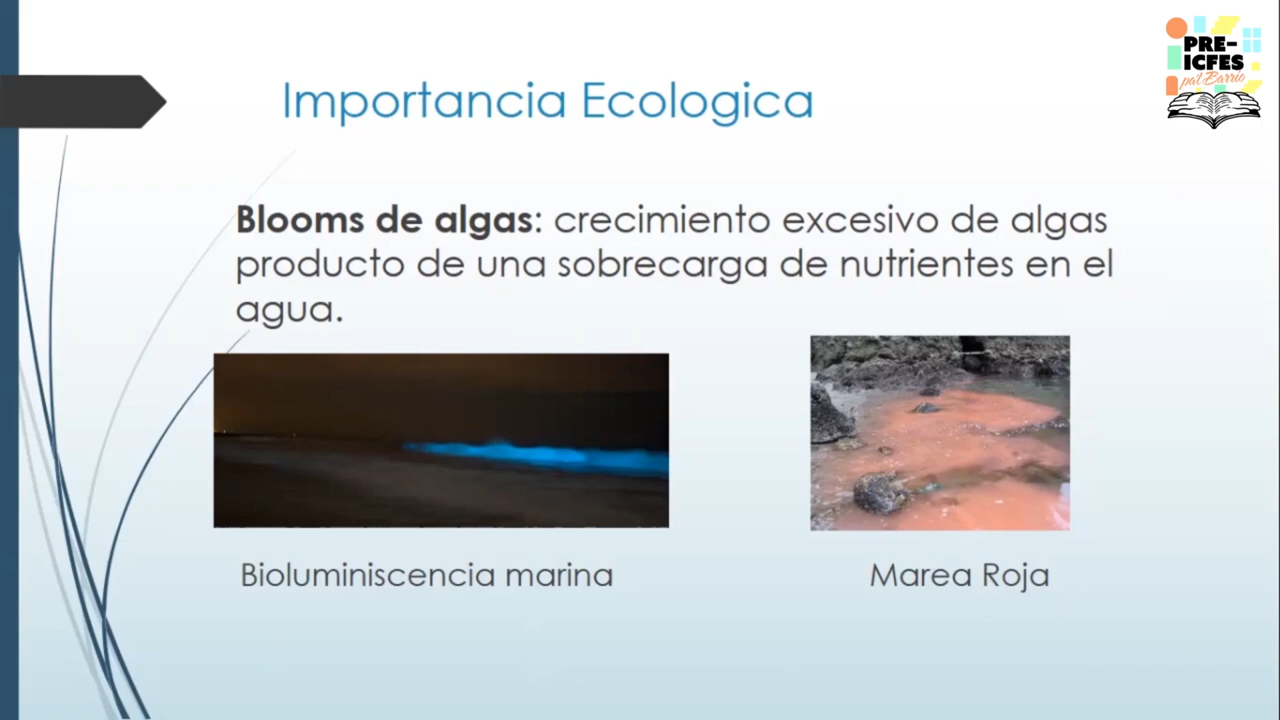 PRE-
ICFES
pa'l Barrio
Importancia Ecologica
Blooms de algas: crecimiento excesivo de algas
producto de una sobrecarga de nutrientes en el
agua.
Bioluminiscencia marina
Marea Roja